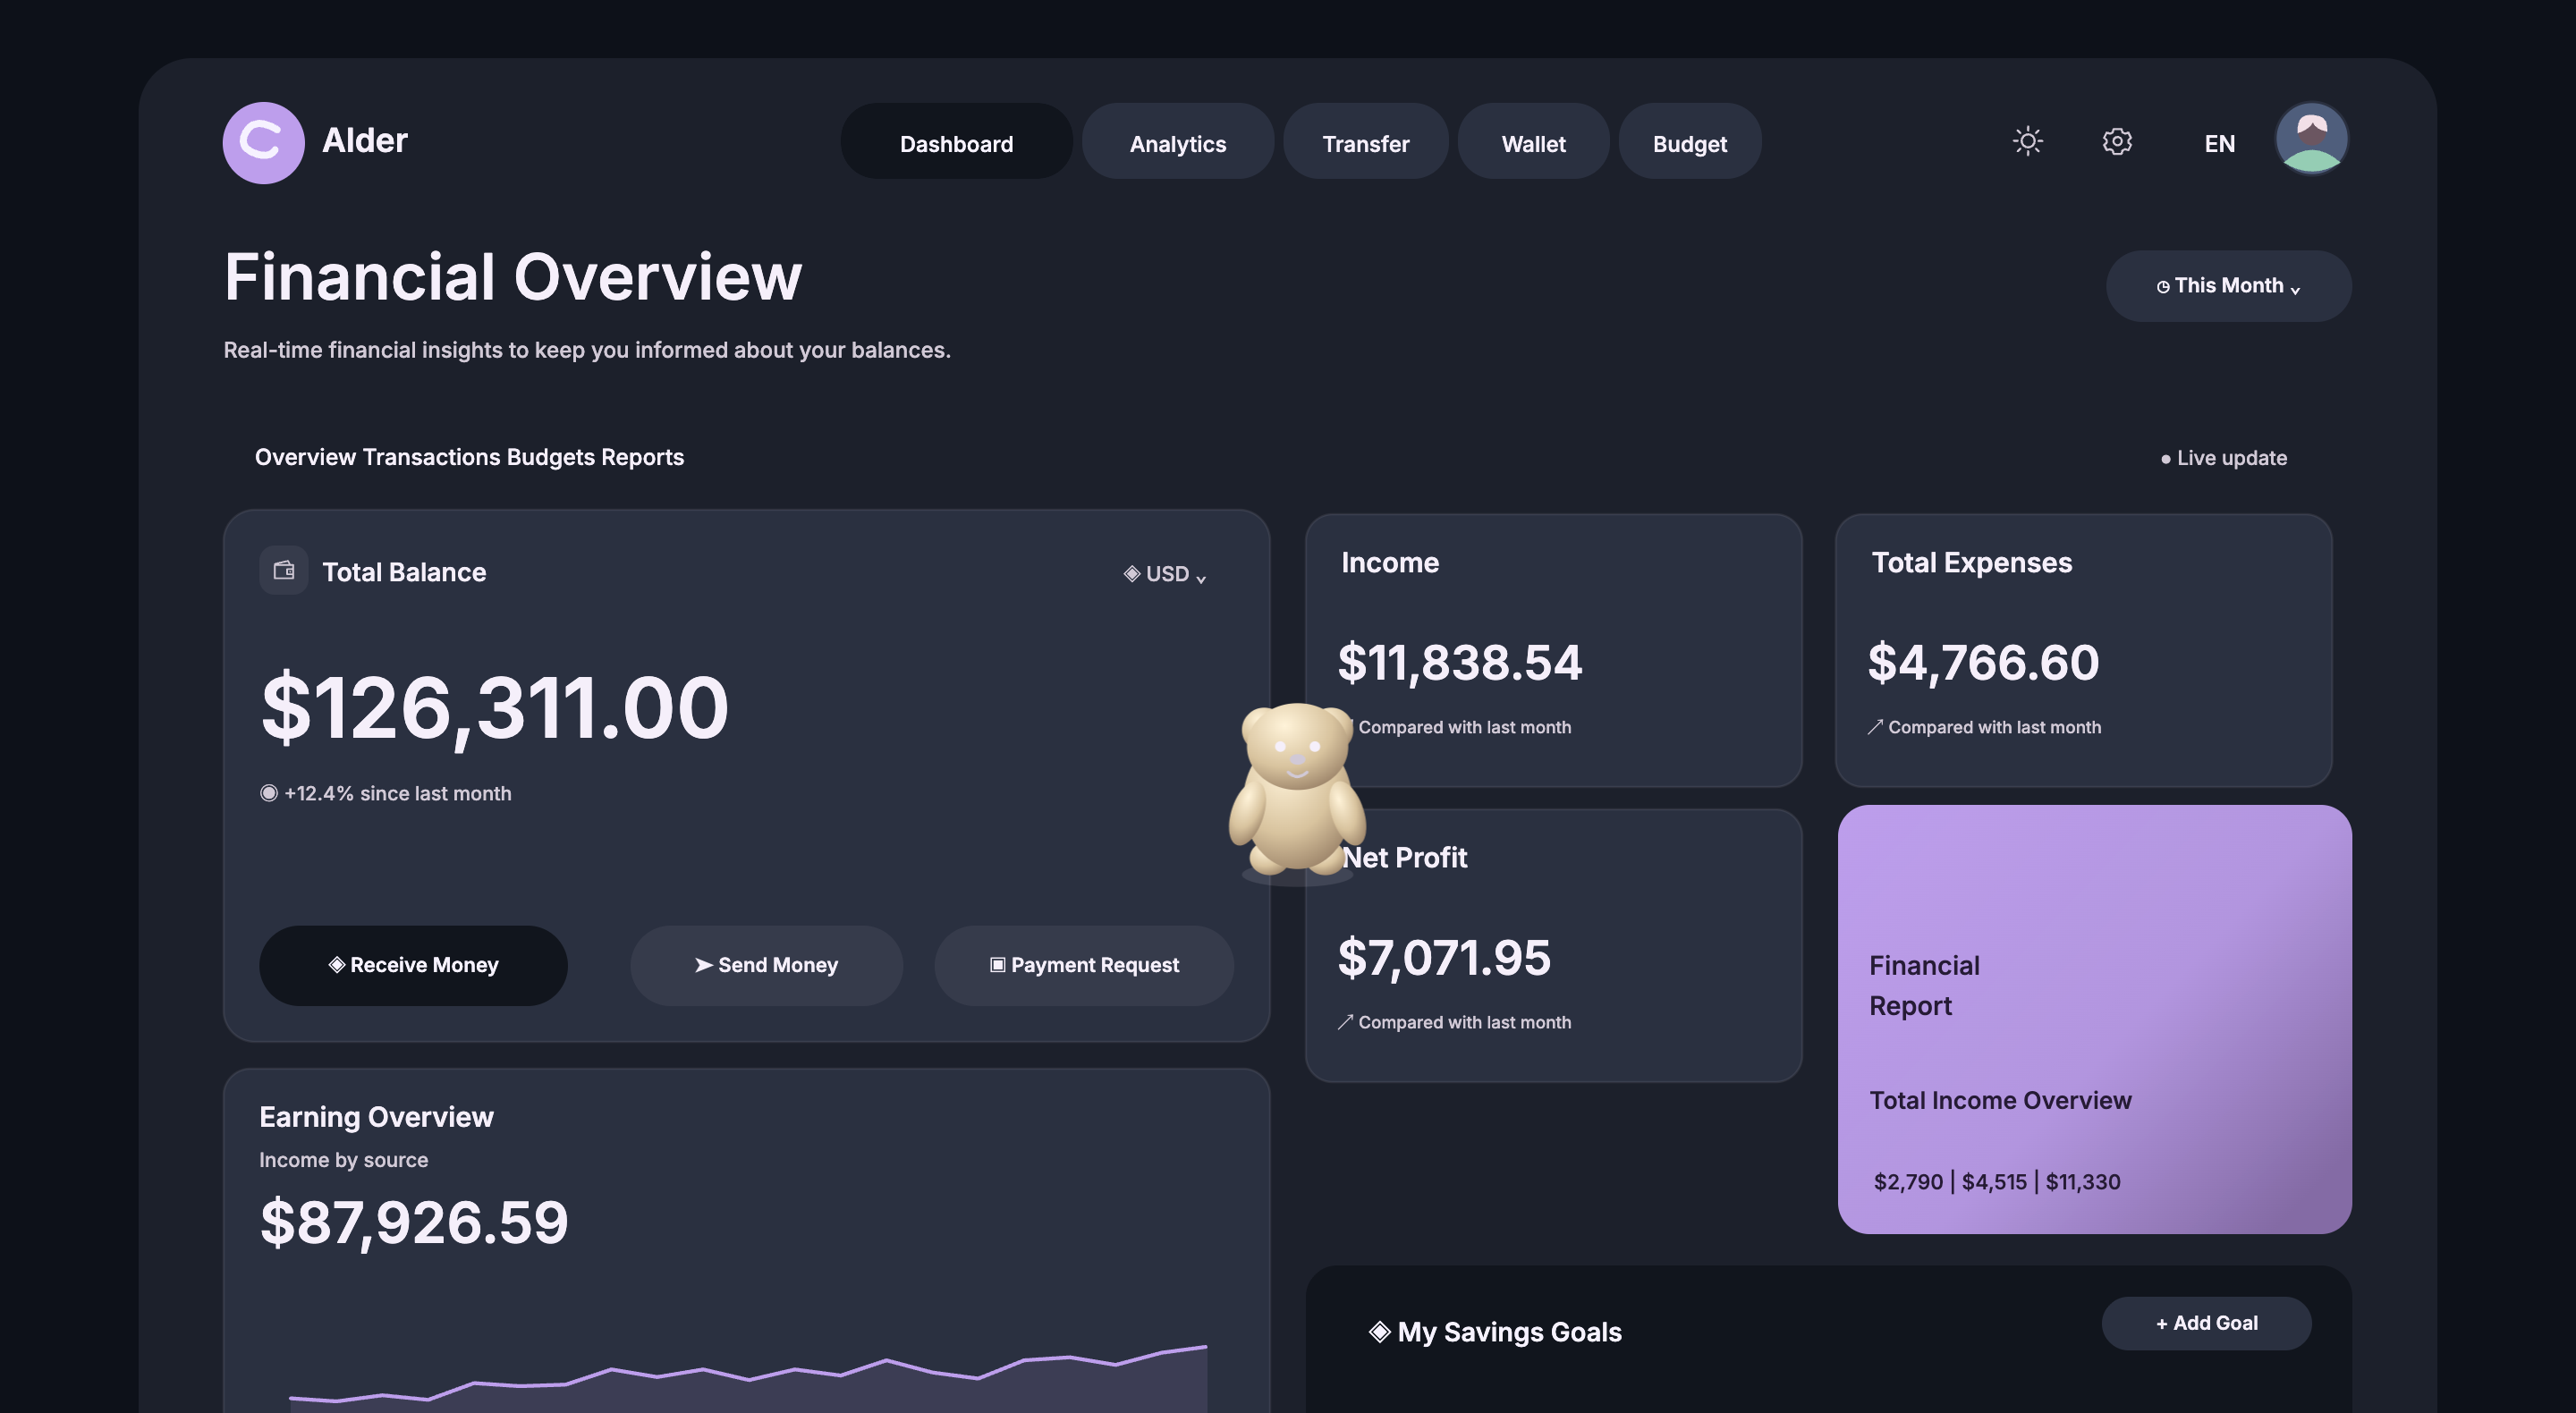 Alder
Dashboard
Analytics
Transfer
Wallet
Budget
EN
Financial Overview
This Month
Real-time financial insights to keep you informed about your balances.
Overview Transactions Budgets Reports
● Live update
Total Balance
◈ USD
$126,311.00
◉ +12.4% since last month
◈ Receive Money
➤ Send Money
▣ Payment Request
Income
$11,838.54
Compared with last month
Total Expenses
$4,766.60
↗ Compared with last month
Net Profit
$7,071.95
↗ Compared with last month
Financial
Report
Total Income Overview
$2,790 | $4,515 | $11,330
Earning Overview
Income by source
$87,926.59
◈ My Savings Goals
+ Add Goal